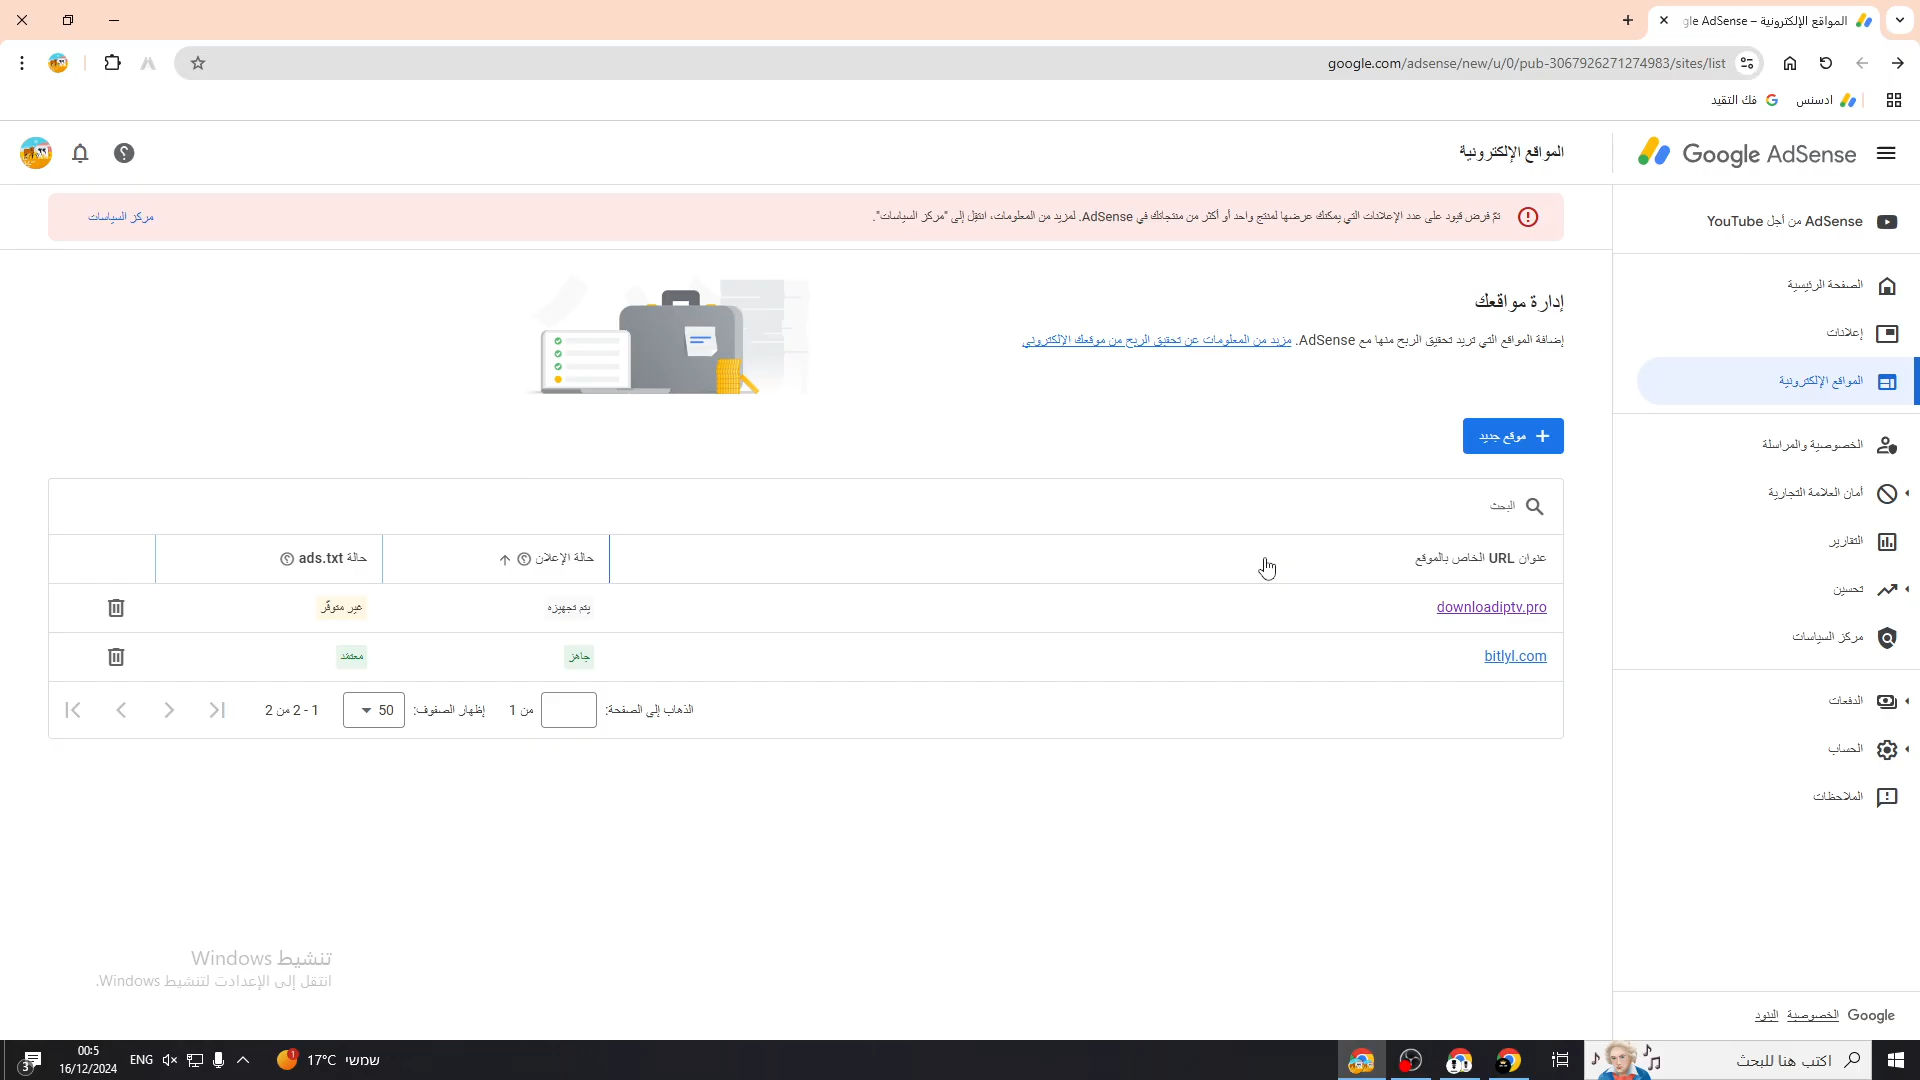 المواقع الإلكترونية – gle AdSense
google.com/adsense/new/u/0/pub-3067926271274983/sites/list
ادسنس
فك التقيد
Google AdSense
المواقع الإلكترونية
تمّ فرض قيود على عدد الإعلانات التي يمكنك عرضها لمنتج واحد أو أكثر من منتجاتك في AdSense. لمزيد من المعلومات، انتقِل إلى "مركز السياسات".
مركز السياسات
AdSense من أجل YouTube
الصفحة الرئيسية
إعلانات
المواقع الإلكترونية
الخصوصية والمراسلة
أمان العلامة التجارية
التقارير
تحسين
مركز السياسات
الدفعات
الحساب
الملاحظات
إدارة مواقعك
إضافة المواقع التي تريد تحقيق الربح منها مع AdSense. مزيد من المعلومات عن تحقيق الربح من موقعك الإلكتروني
موقع جديد
البحث
عنوان URL الخاص بالموقع
حالة الإعلان
حالة ads.txt
downloadiptv.pro
يتم تجهيزه
غير متوفّر
bitlyl.com
جاهز
معتمَد
الذهاب إلى الصفحة:
من 1
إظهار الصفوف:
50
1 - 2 من 2
تنشيط Windows
انتقل إلى الإعدادت لتنشيط Windows.
Google الخصوصية البنود
اكتب هنا للبحث
שמשי 17°C
1
ENG
00:5
16/12/2024
3